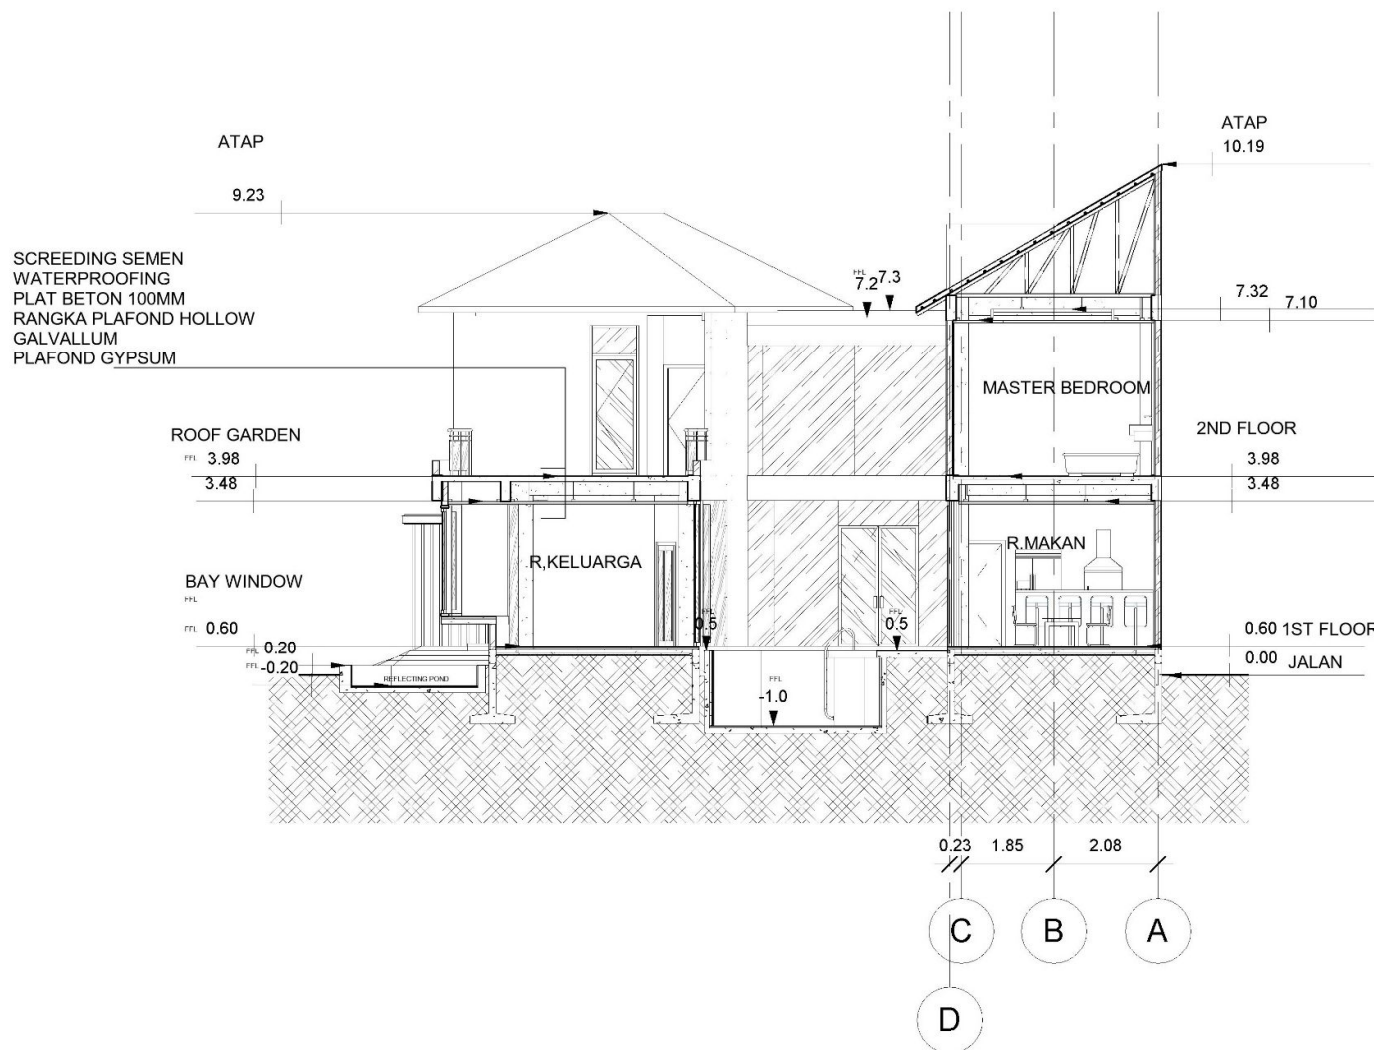 ATAP
10.19
ATAP
9.23
SCREEDING SEMEN
WATERPROOFING
PLAT BETON 100MM
RANGKA PLAFOND HOLLOW
GALVALLUM
PLAFOND GYPSUM
FFL
7.2
7.3
7.32
7.10
MASTER BEDROOM
ROOF GARDEN
FFL 3.98
3.48
2ND FLOOR
3.98
3.48
R,KELUARGA
R.MAKAN
BAY WINDOW
FFL
FFL 0.60
FFL 0.20
FFL -0.20
REFLECTING POND
FFL
0.5
FFL
0.5
FFL
-1.0
0.60 1ST FLOOR
0.00 JALAN
0.23 1.85 2.08
C B A
D